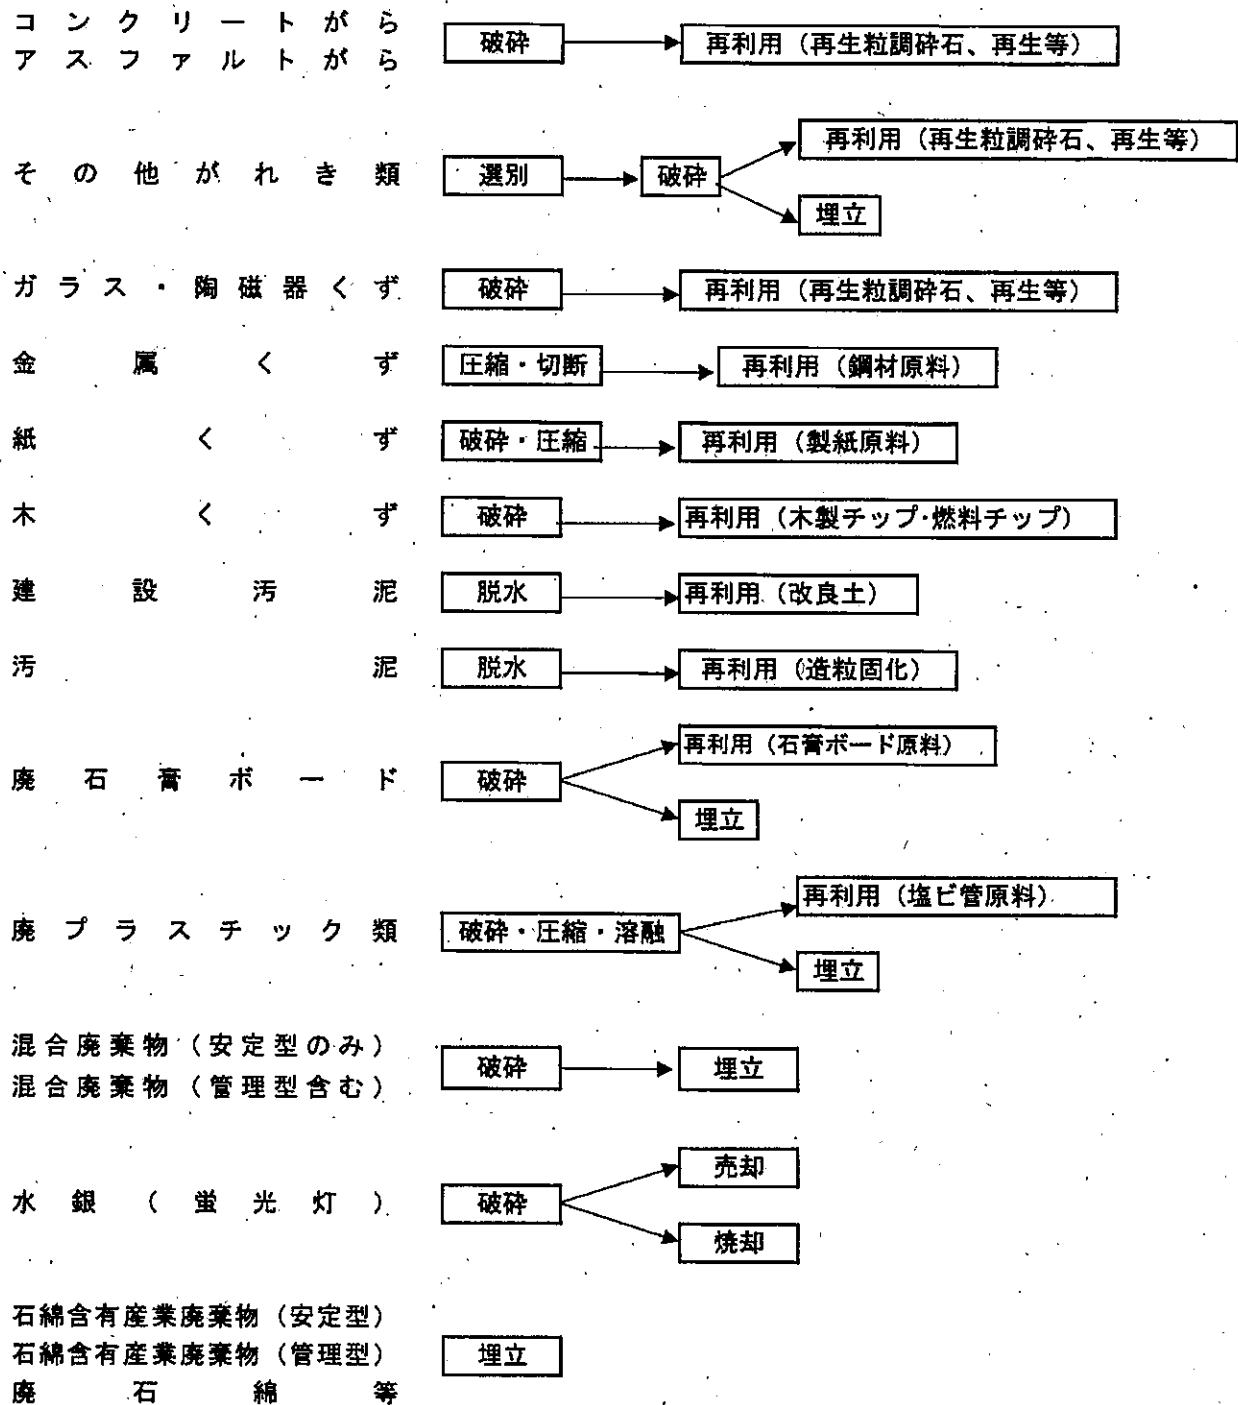 コンクリートがら
アスファルトがら
破砕
再利用（再生粒調砕石、再生等）
その他がれき類
選別
破砕
再利用（再生粒調砕石、再生等）
埋立
ガラス・陶磁器くず
破砕
再利用（再生粒調砕石、再生等）
金属くず
圧縮・切断
再利用（鋼材原料）
紙くず
破砕・圧縮
再利用（製紙原料）
木くず
破砕
再利用（木製チップ・燃料チップ）
建設汚泥
脱水
再利用（改良土）
汚泥
脱水
再利用（造粒固化）
廃石膏ボード
破砕
再利用（石膏ボード原料）
埋立
廃プラスチック類
破砕・圧縮・溶融
再利用（塩ビ管原料）
埋立
混合廃棄物（安定型のみ）
混合廃棄物（管理型含む）
破砕
埋立
水銀（蛍光灯）
破砕
売却
焼却
石綿含有産業廃棄物（安定型）
石綿含有産業廃棄物（管理型）
廃石綿等
埋立